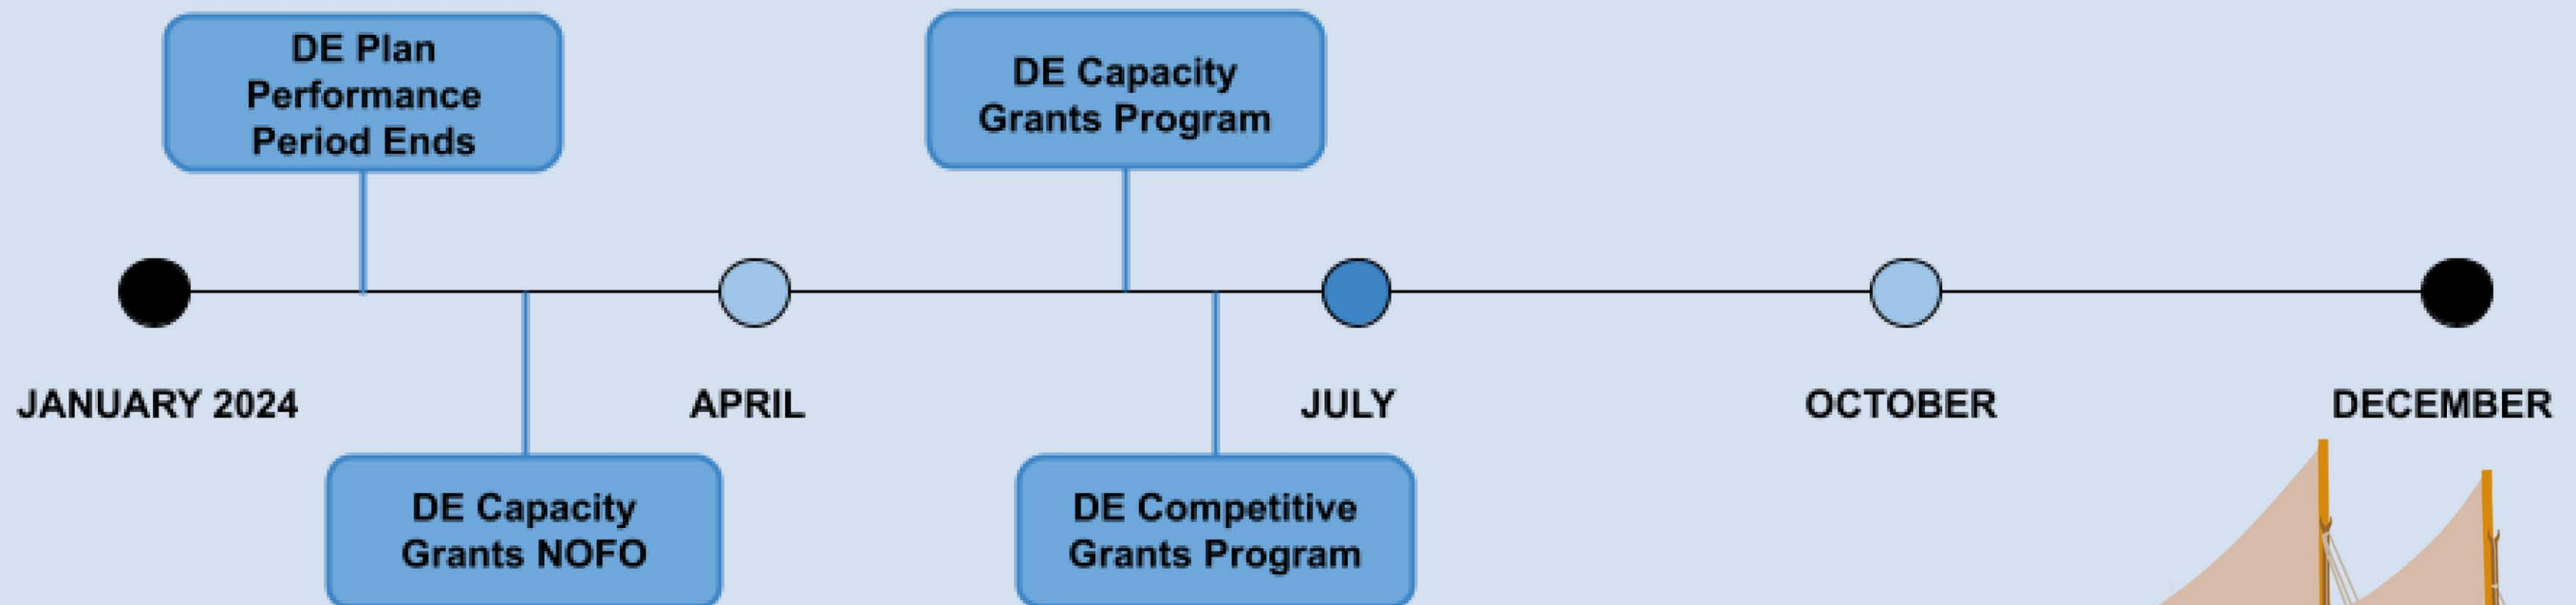 DE Plan
Performance
Period Ends
DE Capacity
Grants Program
JANUARY 2024
APRIL
JULY
OCTOBER
DECEMBER
DE Capacity
Grants NOFO
DE Competitive
Grants Program